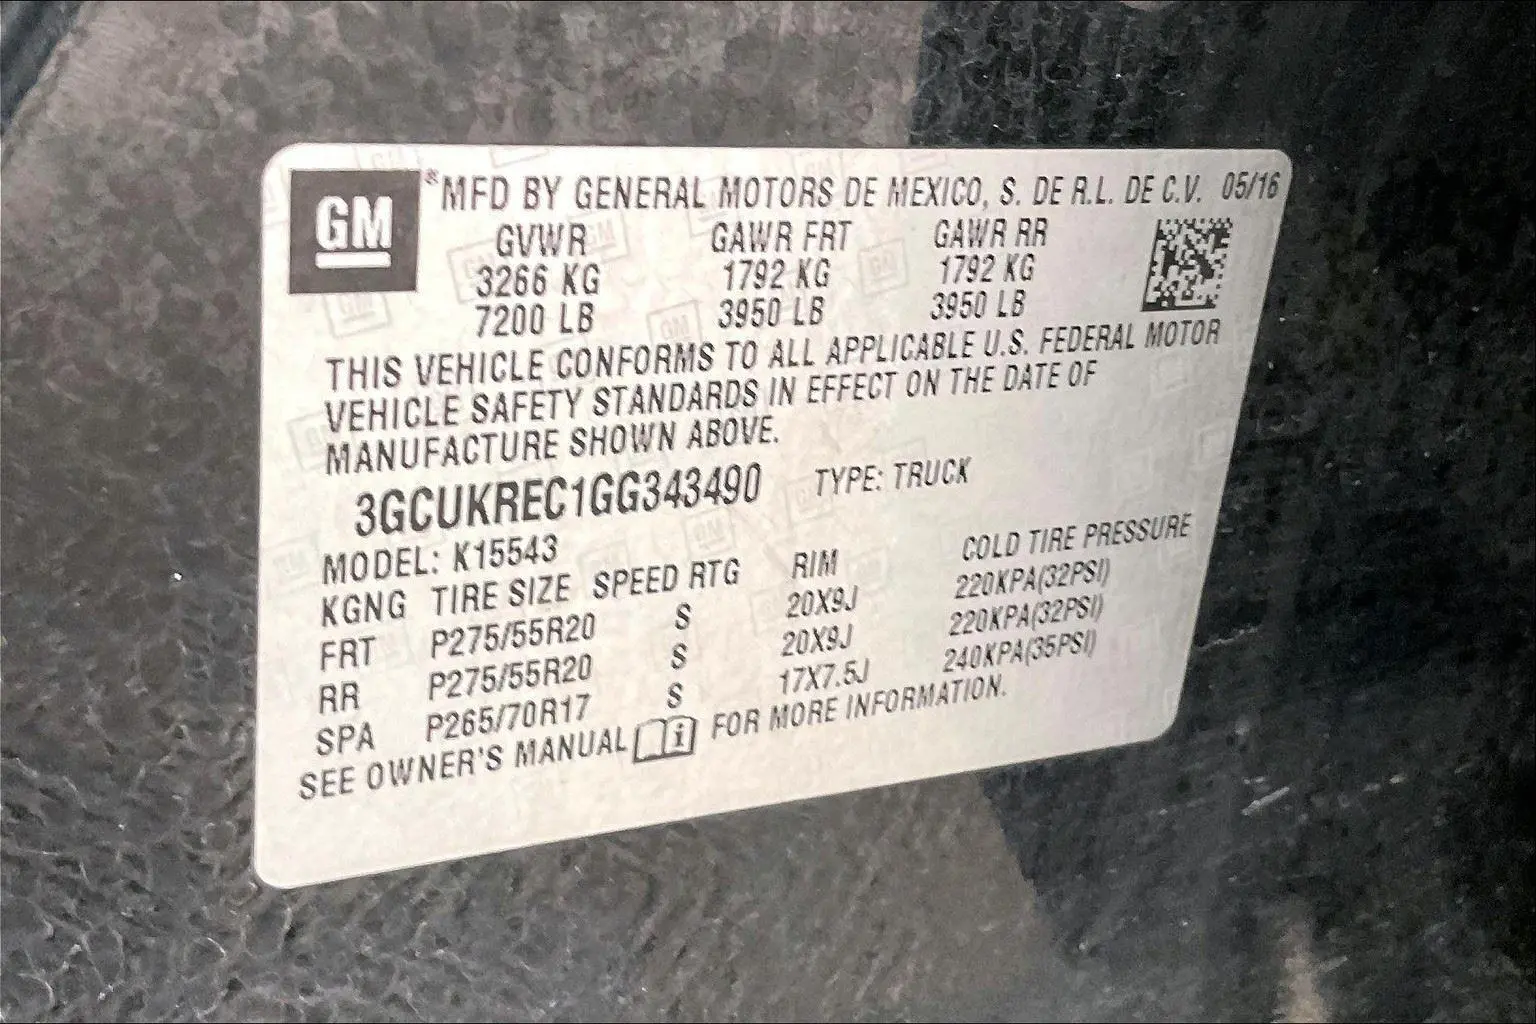 GM ® MFD BY GENERAL MOTORS DE MEXICO, S. DE R.L. DE C.V. 05/16
GVWR GAWR FRT GAWR RR
3266 KG 1792 KG 1792 KG
7200 LB 3950 LB 3950 LB
THIS VEHICLE CONFORMS TO ALL APPLICABLE U.S. FEDERAL MOTOR
VEHICLE SAFETY STANDARDS IN EFFECT ON THE DATE OF
MANUFACTURE SHOWN ABOVE.
3GCUKREC1GG343490 TYPE: TRUCK
MODEL: K15543
KGNG TIRE SIZE SPEED RTG RIM COLD TIRE PRESSURE
FRT P275/55R20 S 20X9J 220KPA(32PSI)
RR P275/55R20 S 20X9J 220KPA(32PSI)
SPA P265/70R17 S 17X7.5J 240KPA(35PSI)
SEE OWNER'S MANUAL FOR MORE INFORMATION.